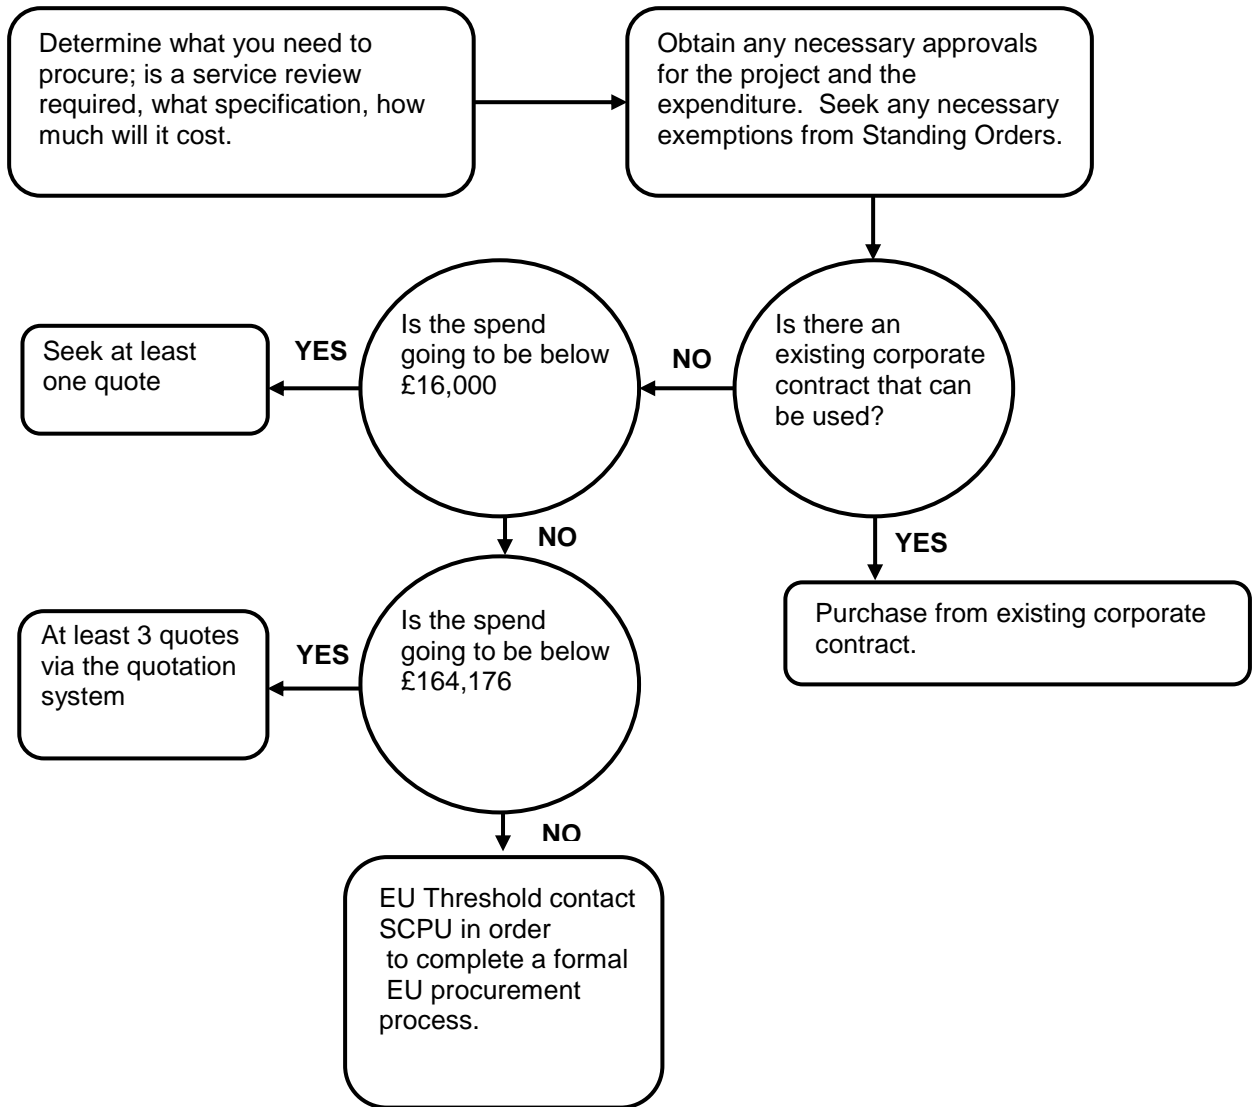 Determine what you need to
procure; is a service review
required, what specification, how
much will it cost.
Obtain any necessary approvals
for the project and the
expenditure.  Seek any necessary
exemptions from Standing Orders.
Is there an
existing corporate
contract that can
be used?
NO
YES
Purchase from existing corporate
contract.
Is the spend
going to be below
£16,000
YES
Seek at least
one quote
NO
Is the spend
going to be below
£164,176
YES
At least 3 quotes
via the quotation
system
NO
EU Threshold contact
SCPU in order
to complete a formal
EU procurement
process.